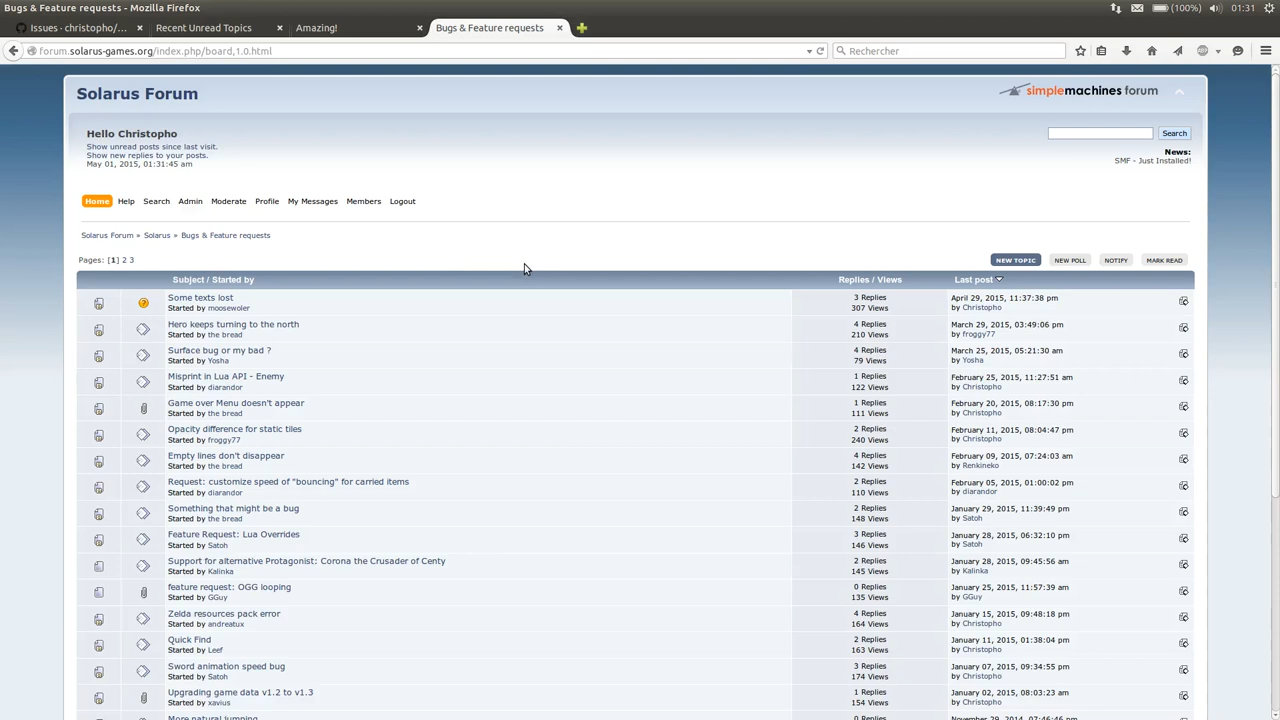 Bugs & Feature requests - Mozilla Firefox
(100%)
01:31
Issues · christopho/...
Recent Unread Topics
Amazing!
Bugs & Feature requests
forum.solarus-games.org/index.php/board,1.0.html
Rechercher
Solarus Forum
simplemachines forum
Hello Christopho
Show unread posts since last visit.
Show new replies to your posts.
May 01, 2015, 01:31:45 am
Search
News:
SMF - Just Installed!
Home Help Search Admin Moderate Profile My Messages Members Logout
Solarus Forum » Solarus » Bugs & Feature requests
Pages: [1] 2 3
NEW TOPIC NEW POLL NOTIFY MARK READ
Subject / Started by Replies / Views Last post
Some texts lost
Started by moosewoler
3 Replies
307 Views
April 29, 2015, 11:37:38 pm
by Christopho
Hero keeps turning to the north
Started by the bread
4 Replies
210 Views
March 29, 2015, 03:49:06 pm
by froggy77
Surface bug or my bad ?
Started by Yosha
4 Replies
79 Views
March 25, 2015, 05:21:30 am
by Yosha
Misprint in Lua API - Enemy
Started by diarandor
1 Replies
122 Views
February 25, 2015, 11:27:51 am
by Christopho
Game over Menu doesn't appear
Started by the bread
1 Replies
111 Views
February 20, 2015, 08:17:30 pm
by Christopho
Opacity difference for static tiles
Started by froggy77
2 Replies
240 Views
February 11, 2015, 08:04:47 pm
by Christopho
Empty lines don't disappear
Started by the bread
4 Replies
142 Views
February 09, 2015, 07:24:03 am
by Renkineko
Request: customize speed of "bouncing" for carried items
Started by diarandor
2 Replies
110 Views
February 05, 2015, 01:00:02 pm
by diarandor
Something that might be a bug
Started by the bread
2 Replies
148 Views
January 29, 2015, 11:39:49 pm
by Satoh
Feature Request: Lua Overrides
Started by Satoh
3 Replies
146 Views
January 28, 2015, 06:32:10 pm
by Satoh
Support for alternative Protagonist: Corona the Crusader of Centy
Started by Kalinka
2 Replies
145 Views
January 28, 2015, 09:45:56 am
by Kalinka
feature request: OGG looping
Started by GGuy
0 Replies
135 Views
January 25, 2015, 11:57:39 am
by GGuy
Zelda resources pack error
Started by andreatux
4 Replies
164 Views
January 15, 2015, 09:48:18 pm
by Christopho
Quick Find
Started by Leef
2 Replies
163 Views
January 11, 2015, 01:38:04 pm
by Christopho
Sword animation speed bug
Started by Satoh
3 Replies
174 Views
January 07, 2015, 09:34:55 pm
by Christopho
Upgrading game data v1.2 to v1.3
Started by xavius
1 Replies
154 Views
January 02, 2015, 08:03:23 am
by Christopho
More natural jumping
0 Replies
November 29, 2014, 07:46:46 pm